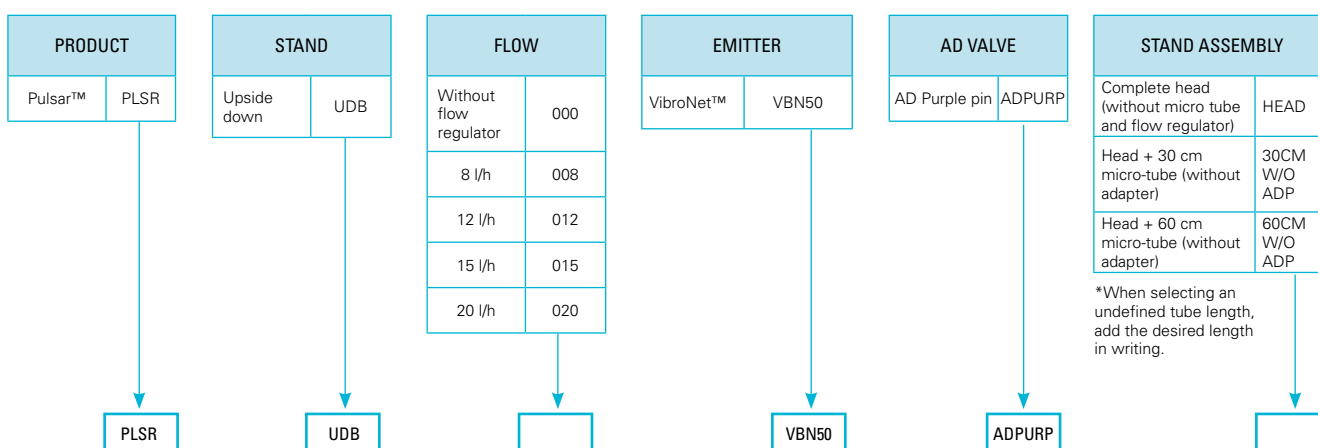 PRODUCT
Pulsar™ PLSR
STAND
Upside
down
UDB
FLOW
Without
flow
regulator
000
8 l/h 008
12 l/h 012
15 l/h 015
20 l/h 020
EMITTER
VibroNet™ VBN50
AD VALVE
AD Purple pin ADPURP
STAND ASSEMBLY
Complete head
(without micro tube
and flow regulator)
HEAD
Head + 30 cm
micro-tube (without
adapter)
30CM
W/O
ADP
Head + 60 cm
micro-tube (without
adapter)
60CM
W/O
ADP
*When selecting an
undefined tube length,
add the desired length
in writing.
PLSR UDB VBN50 ADPURP